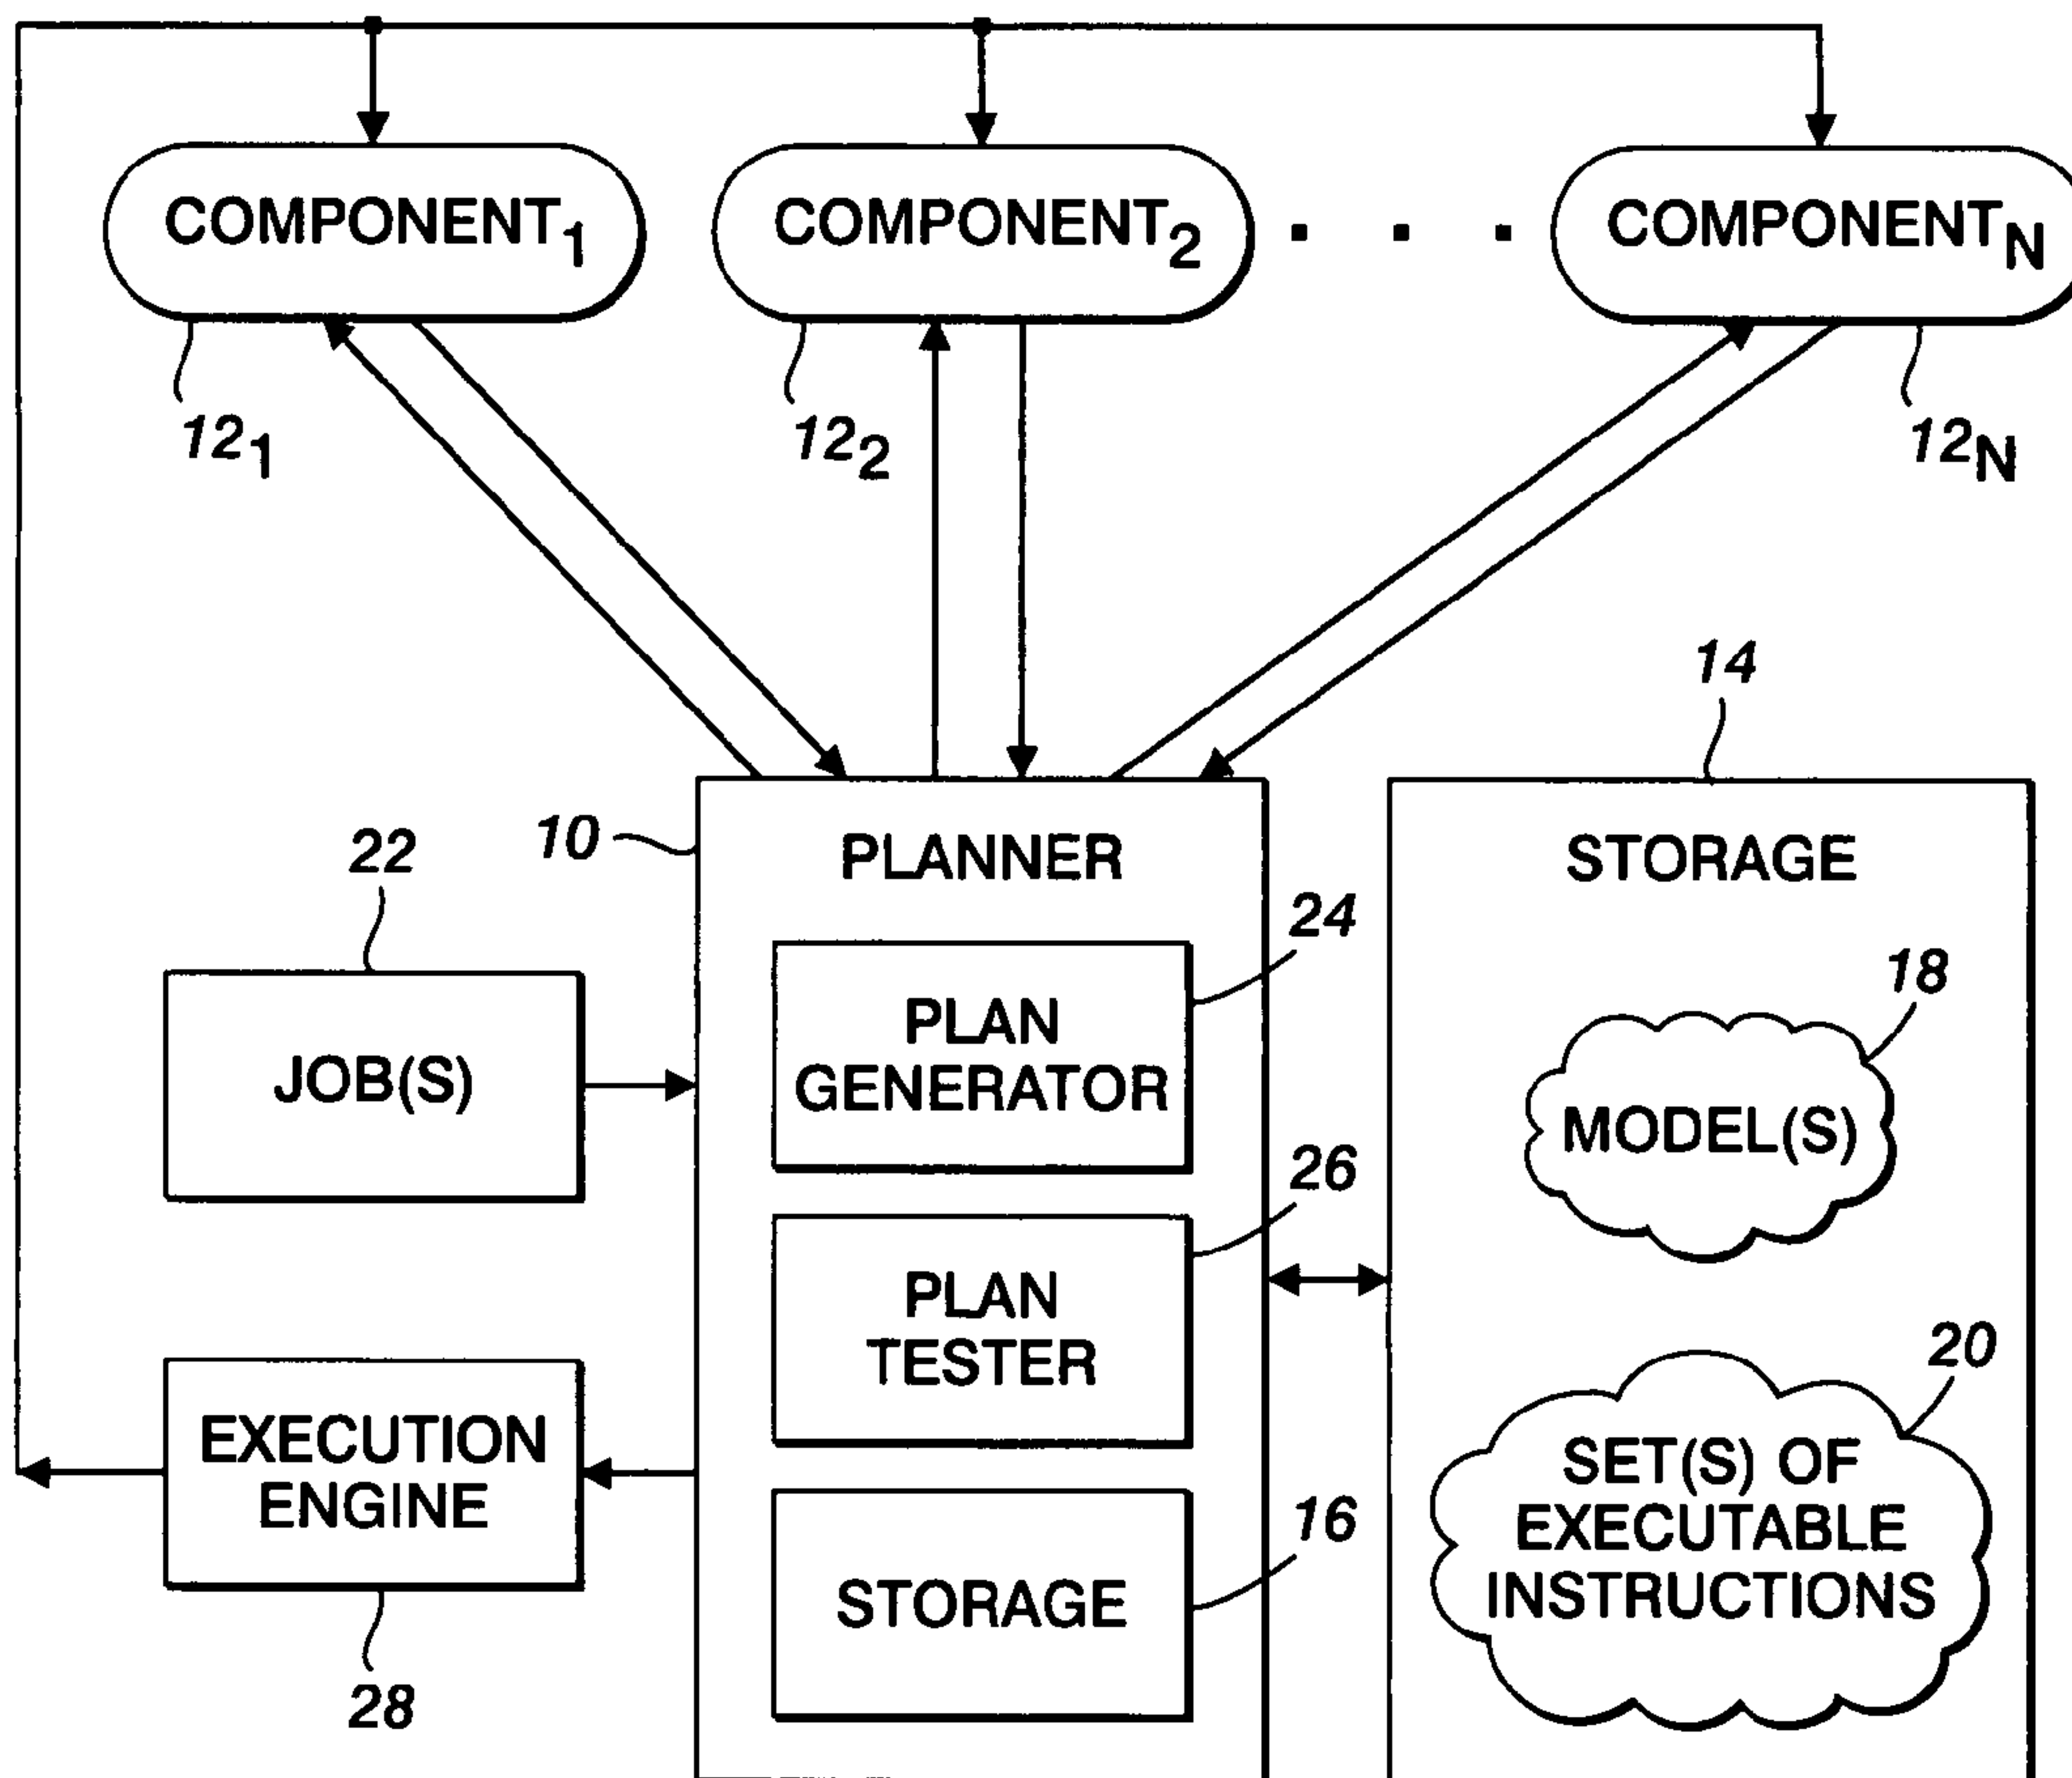 COMPONENT1
COMPONENT2
. . .
COMPONENTN
121
122
12N
14
10
PLANNER
STORAGE
22
24
18
PLAN
GENERATOR
JOB(S)
MODEL(S)
26
PLAN
TESTER
20
EXECUTION
ENGINE
SET(S) OF
EXECUTABLE
INSTRUCTIONS
16
STORAGE
28